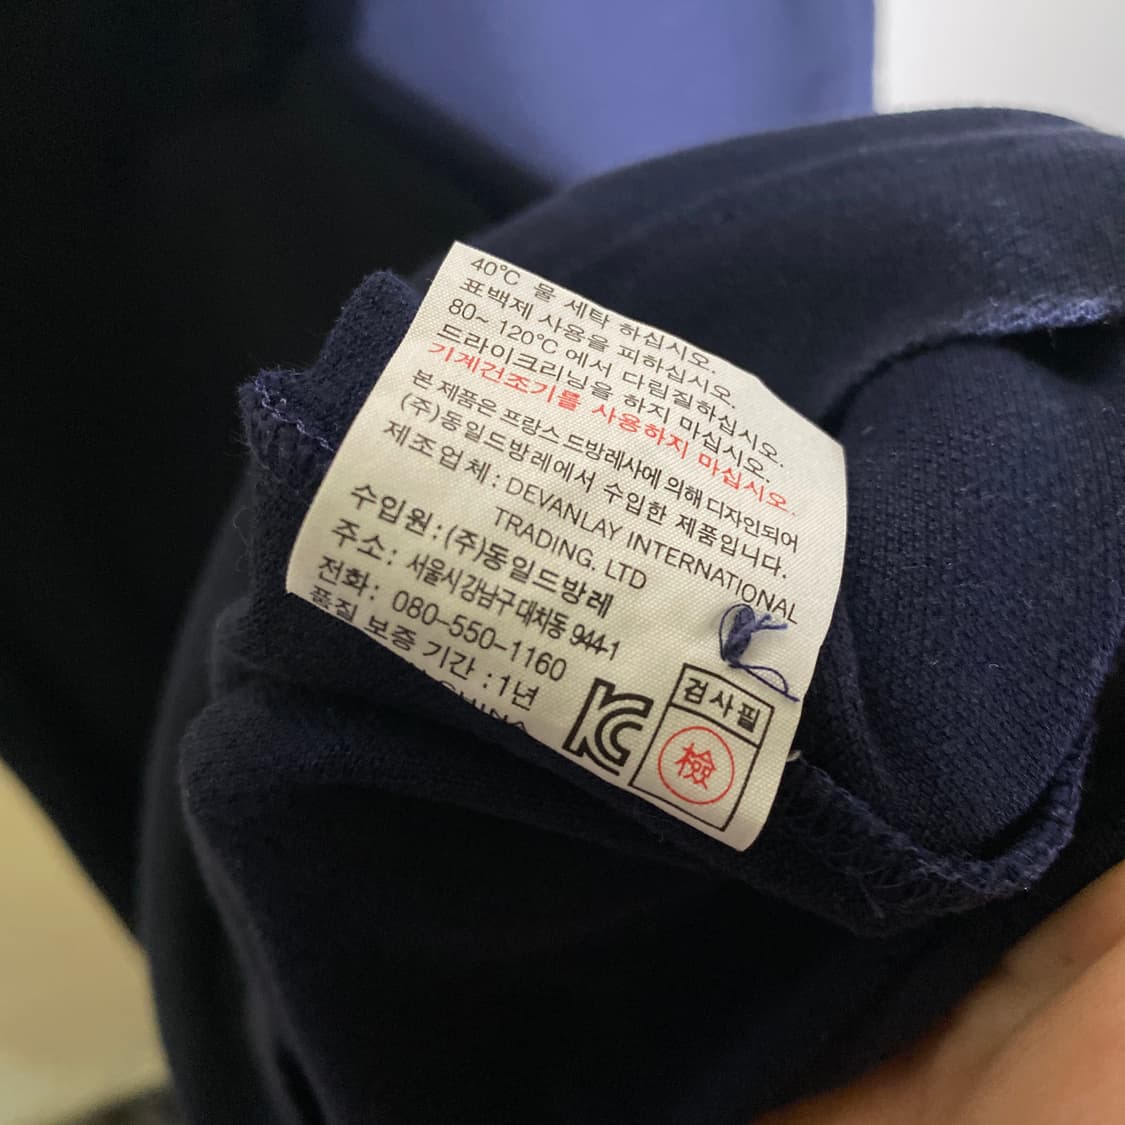 40℃ 물 세탁 하십시오.
표백제 사용을 피하십시오.
80~ 120℃ 에서 다림질하십시오.
드라이크리닝을 하지 마십시오.
기계건조기를 사용하지 마십시오.
본 제품은 프랑스 드방레사에 의해 디자인되어
(주)동일드방레에서 수입한 제품입니다.
제조업체 : DEVANLAY INTERNATIONAL
TRADING. LTD
수입원 : (주)동일드방레
주소 : 서울시 강남구 대치동 944-1
전화 : 080-550-1160
품질 보증 기간 : 1년
CHINA
검사필
檢